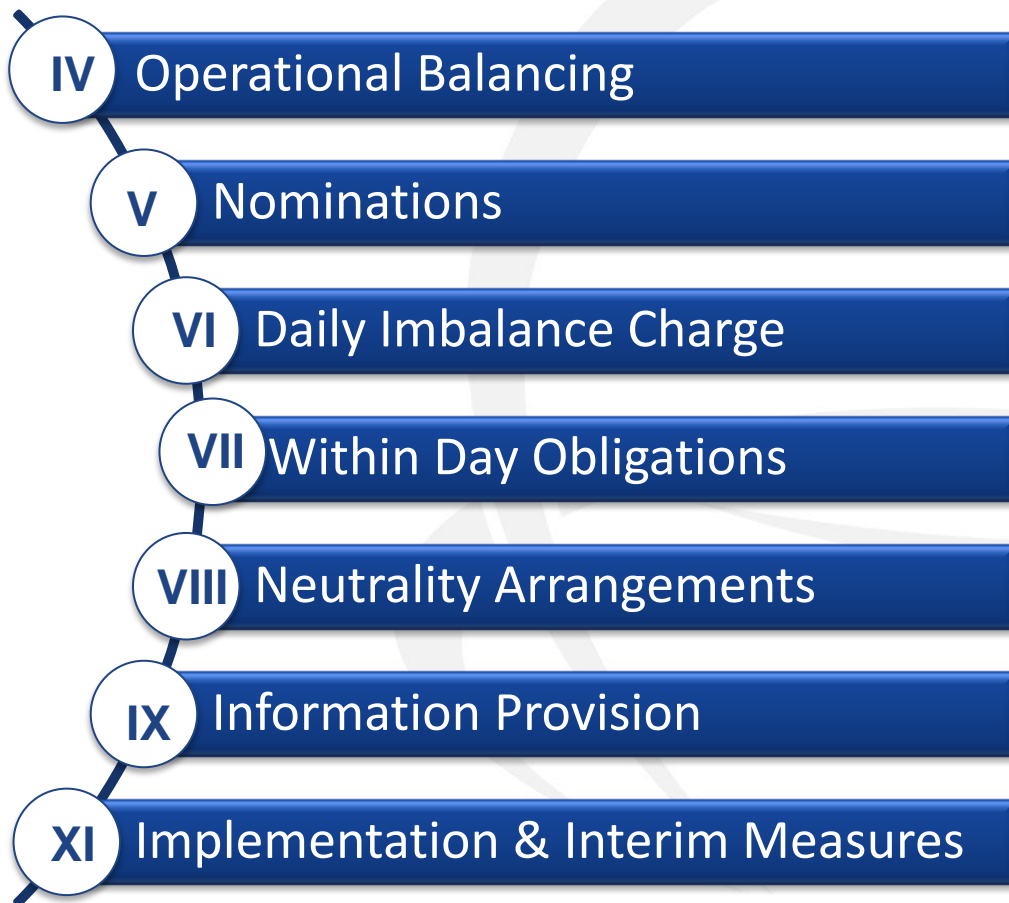 IV Operational Balancing
V Nominations
VI Daily Imbalance Charge
VII Within Day Obligations
VIII Neutrality Arrangements
IX Information Provision
XI Implementation & Interim Measures